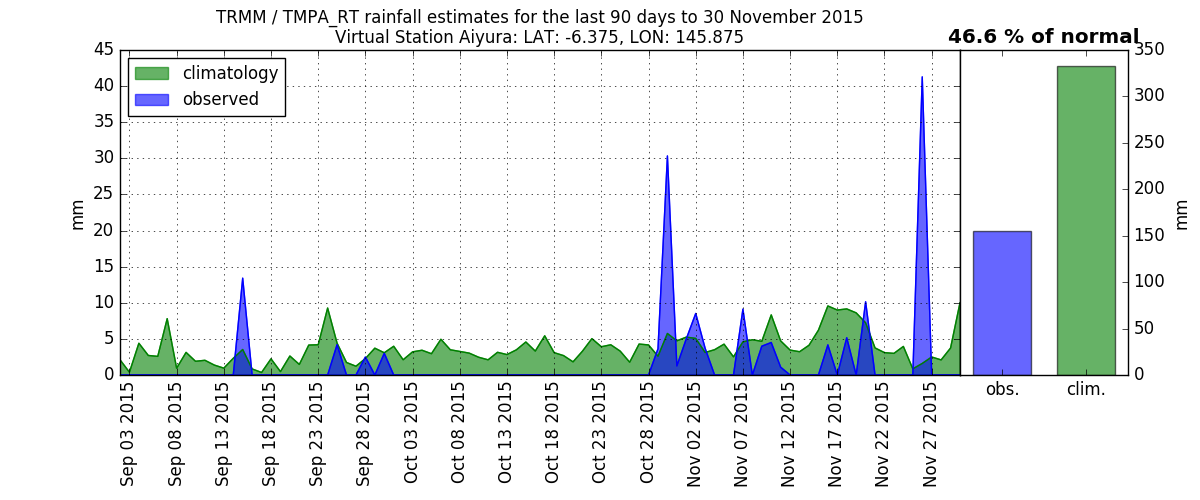 TRMM / TMPA_RT rainfall estimates for the last 90 days to 30 November 2015
Virtual Station Aiyura: LAT: -6.375, LON: 145.875
46.6 % of normal
climatology
observed
mm
45
40
35
30
25
20
15
10
5
0
Sep 03 2015
Sep 08 2015
Sep 13 2015
Sep 18 2015
Sep 23 2015
Sep 28 2015
Oct 03 2015
Oct 08 2015
Oct 13 2015
Oct 18 2015
Oct 23 2015
Oct 28 2015
Nov 02 2015
Nov 07 2015
Nov 12 2015
Nov 17 2015
Nov 22 2015
Nov 27 2015
350
300
250
200
150
100
50
0
mm
obs.
clim.